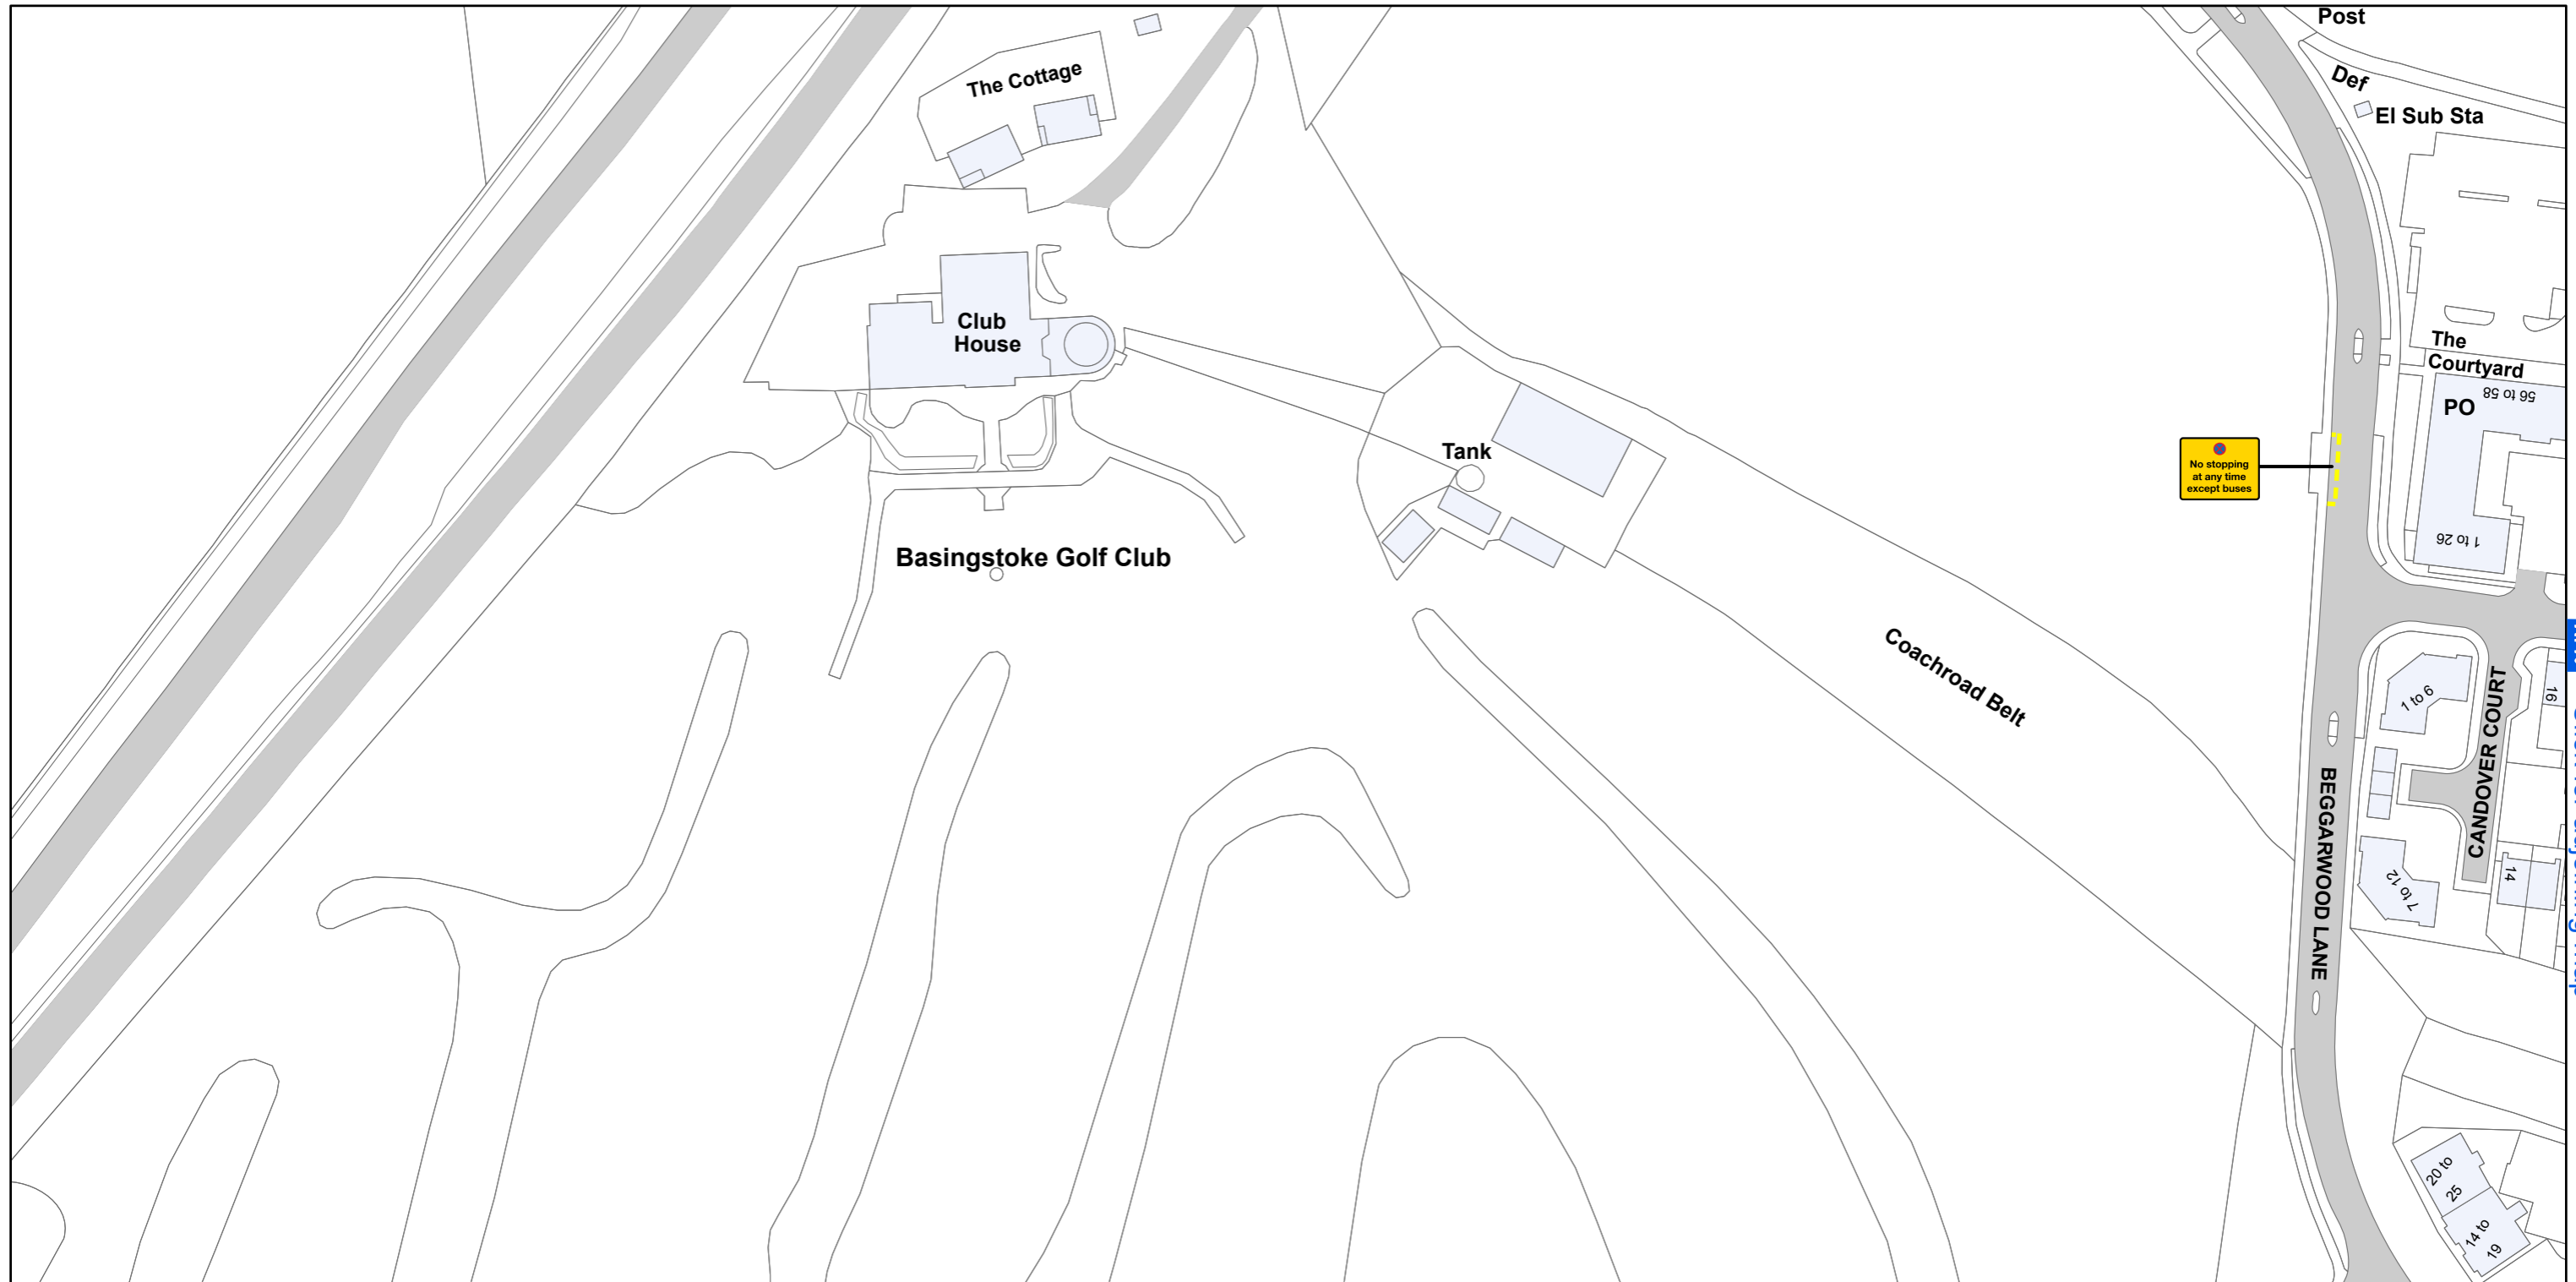 Post
The Cottage
Def
El Sub Sta
Club
House
The
Courtyard
56 to 58
PO
Tank
No stopping
at any time
except buses
1 to 26
Basingstoke Golf Club
Coachroad Belt
1 to 6
16
CANDOVER COURT
BEGGARWOOD LANE
14
7 to 12
20 to
25
14 to
19